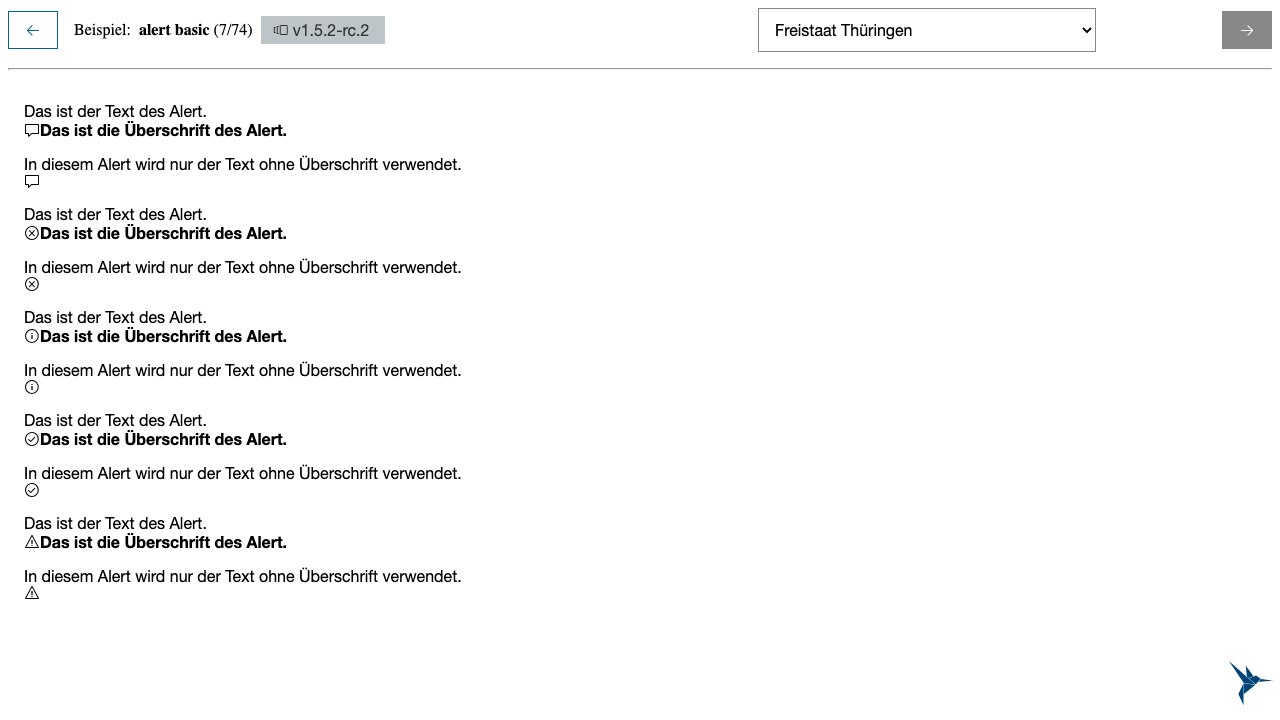 Beispiel: alert basic (7/74) v1.5.2-rc.2 Freistaat Thüringen
Das ist der Text des Alert.
Das ist die Überschrift des Alert.
In diesem Alert wird nur der Text ohne Überschrift verwendet.
Das ist der Text des Alert.
Das ist die Überschrift des Alert.
In diesem Alert wird nur der Text ohne Überschrift verwendet.
Das ist der Text des Alert.
Das ist die Überschrift des Alert.
In diesem Alert wird nur der Text ohne Überschrift verwendet.
Das ist der Text des Alert.
Das ist die Überschrift des Alert.
In diesem Alert wird nur der Text ohne Überschrift verwendet.
Das ist der Text des Alert.
Das ist die Überschrift des Alert.
In diesem Alert wird nur der Text ohne Überschrift verwendet.